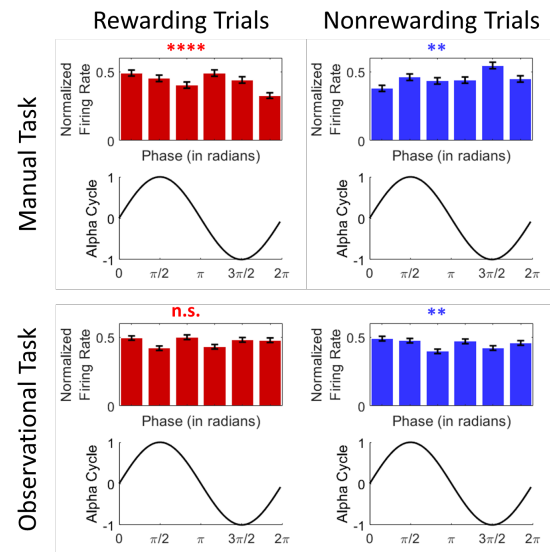 Rewarding Trials
Nonrewarding Trials
Manual Task
****
Normalized
Firing Rate
0.5
0
Phase (in radians)
Alpha Cycle
1
0
-1
0 π/2 π 3π/2 2π
**
Normalized
Firing Rate
0.5
0
Phase (in radians)
Alpha Cycle
1
0
-1
0 π/2 π 3π/2 2π
Observational Task
n.s.
Normalized
Firing Rate
0.5
0
Phase (in radians)
Alpha Cycle
1
0
-1
0 π/2 π 3π/2 2π
**
Normalized
Firing Rate
0.5
0
Phase (in radians)
Alpha Cycle
1
0
-1
0 π/2 π 3π/2 2π